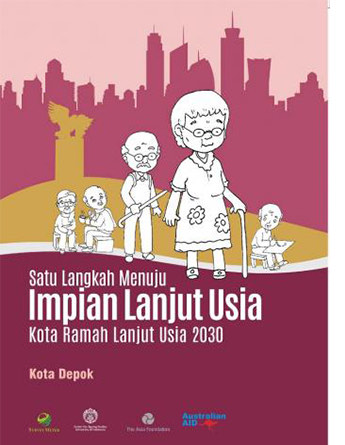 Satu Langkah Menuju
Impian Lanjut Usia
Kota Ramah Lanjut Usia 2030
Kota Depok
THE ASIA FOUNDATION
Australian
AID